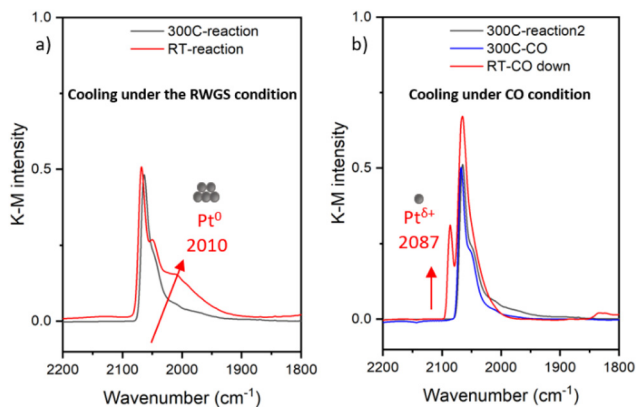 a)
300C-reaction
RT-reaction
Cooling under the RWGS condition
Pt⁰
2010
1.0
0.5
0.0
K-M intensity
2200 2100 2000 1900 1800
Wavenumber (cm⁻¹)
b)
300C-reaction2
300C-CO
RT-CO down
Cooling under CO condition
Ptᵟ⁺
2087
1.0
0.5
0.0
K-M intensity
2200 2100 2000 1900 1800
Wavenumber (cm⁻¹)